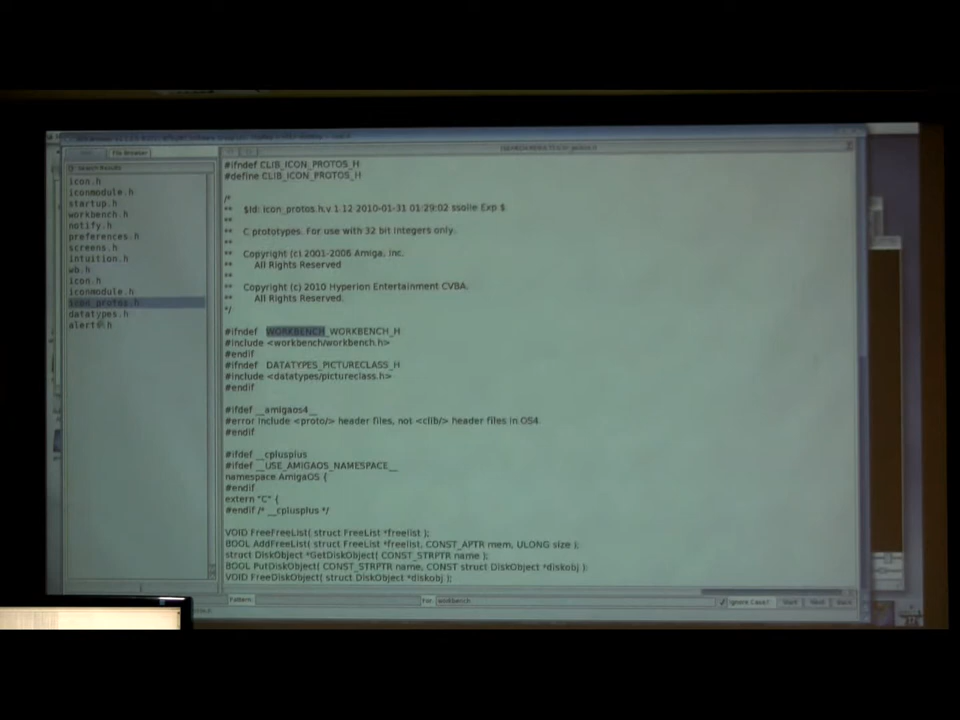 File Browser
Search Results
icon.h
iconmodule.h
startup.h
workbench.h
notify.h
preferences.h
screens.h
intuition.h
wb.h
icon.h
iconmodule.h
icon_protos.h
datatypes.h
alerts.h
#ifndef CLIB_ICON_PROTOS_H
#define CLIB_ICON_PROTOS_H
/*
** $Id: icon_protos.h,v 1.12 2010-01-31 01:29:02 ssolie Exp $
**
** C prototypes. For use with 32 bit integers only.
**
** Copyright (c) 2001-2006 Amiga, Inc.
** All Rights Reserved
**
** Copyright (c) 2010 Hyperion Entertainment CVBA.
** All Rights Reserved.
*/
#ifndef WORKBENCH_WORKBENCH_H
#include <workbench/workbench.h>
#endif
#ifndef DATATYPES_PICTURECLASS_H
#include <datatypes/pictureclass.h>
#endif
#ifdef __amigaos4__
#error Include <proto/> header files, not <clib/> header files in OS4.
#endif
#ifdef __cplusplus
#ifdef __USE_AMIGAOS_NAMESPACE__
namespace AmigaOS {
#endif
extern "C" {
#endif /* __cplusplus */
VOID FreeFreeList( struct FreeList *freelist );
BOOL AddFreeList( struct FreeList *freelist, CONST_APTR mem, ULONG size );
struct DiskObject *GetDiskObject( CONST_STRPTR name );
BOOL PutDiskObject( CONST_STRPTR name, CONST struct DiskObject *diskobj );
VOID FreeDiskObject( struct DiskObject *diskobj );
Pattern:
For: workbench
Ignore Case?
Start
Next
Back